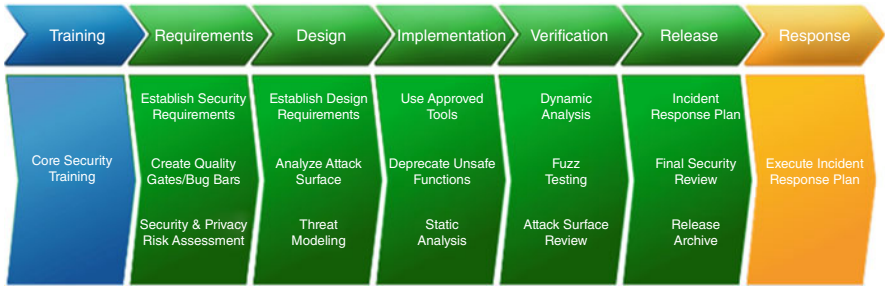 Training
Requirements
Design
Implementation
Verification
Release
Response
Core Security
Training
Establish Security
Requirements
Create Quality
Gates/Bug Bars
Security & Privacy
Risk Assessment
Establish Design
Requirements
Analyze Attack
Surface
Threat
Modeling
Use Approved
Tools
Deprecate Unsafe
Functions
Static
Analysis
Dynamic
Analysis
Fuzz
Testing
Attack Surface
Review
Incident
Response Plan
Final Security
Review
Release
Archive
Execute Incident
Response Plan